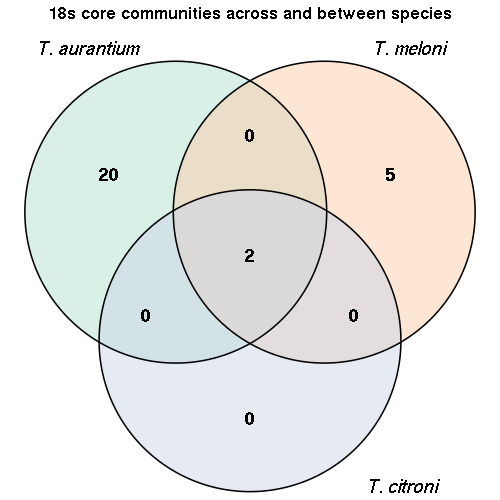 18s core communities across and between species
T. aurantium
T. meloni
0
20
5
2
0
0
0
T. citroni